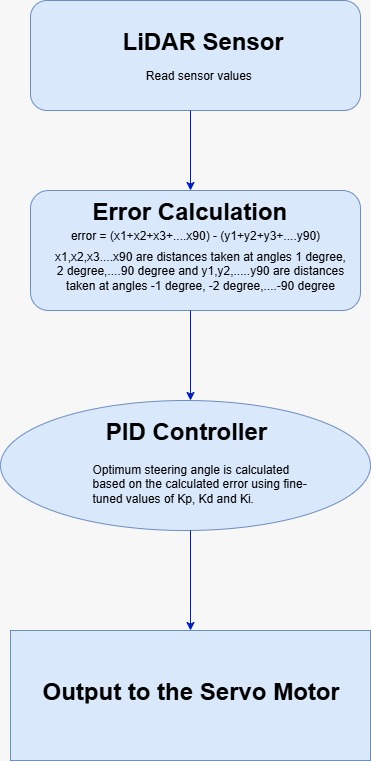 LiDAR Sensor
Read sensor values
Error Calculation
error = (x1+x2+x3+....x90) - (y1+y2+y3+....y90)
x1,x2,x3....x90 are distances taken at angles 1 degree,
2 degree,....90 degree and y1,y2,.....y90 are distances
taken at angles -1 degree, -2 degree,....-90 degree
PID Controller
Optimum steering angle is calculated
based on the calculated error using fine-
tuned values of Kp, Kd and Ki.
Output to the Servo Motor